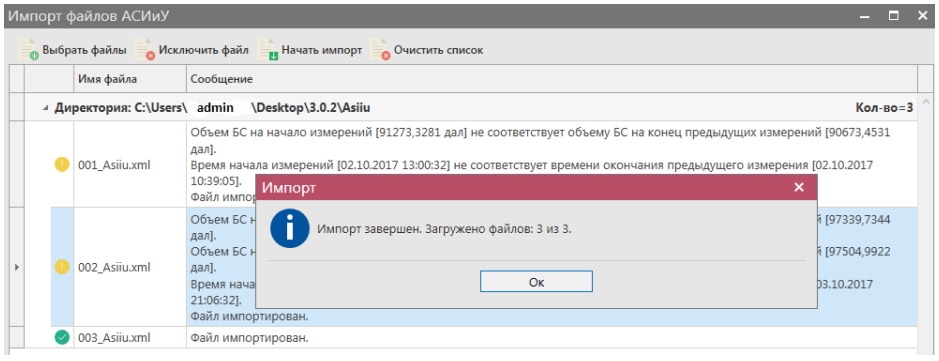 Импорт файлов АСИиУ
Выбрать файлы Исключить файл Начать импорт Очистить список
Имя файла Сообщение
Директория: C:\Users\ admin \Desktop\3.0.2\Asiiu Кол-во=3
Объем БС на начало измерений [91273,3281 дал] не соответствует объему БС на конец предыдущих измерений [90673,4531
дал].
001_Asiiu.xml
Время начала измерений [02.10.2017 13:00:32] не соответствует времени окончания предыдущего измерения [02.10.2017
10:39:05].
Файл
Импорт
Импорт завершен. Загружено файлов: 3 из 3.
Ок
Объем БС
[97339,7344
дал].
Объем БС
[97504,9922
002_Asiiu.xml
дал].
03.10.2017
21:06:32].
Файл импортирован.
003_Asiiu.xml Файл импортирован.